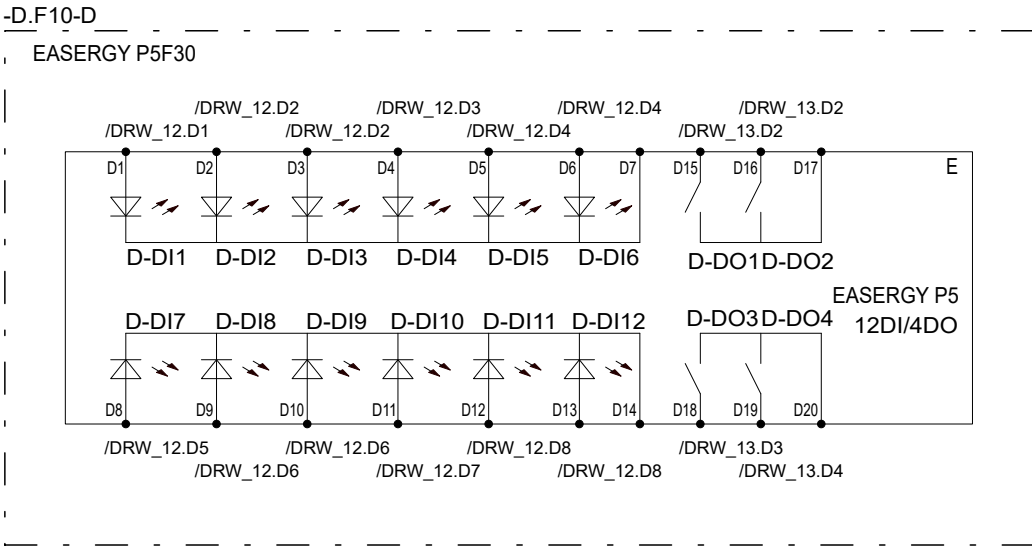 -D.F10-D
EASERGY P5F30
/DRW_12.D2 /DRW_12.D3 /DRW_12.D4 /DRW_13.D2
/DRW_12.D1 /DRW_12.D2 /DRW_12.D4 /DRW_13.D2
D1 D2 D3 D4 D5 D6 D7 D15 D16 D17 E
D-DI1 D-DI2 D-DI3 D-DI4 D-DI5 D-DI6 D-DO1 D-DO2
EASERGY P5
D-DI7 D-DI8 D-DI9 D-DI10 D-DI11 D-DI12 D-DO3 D-DO4
12DI/4DO
D8 D9 D10 D11 D12 D13 D14 D18 D19 D20
/DRW_12.D5 /DRW_12.D6 /DRW_12.D8 /DRW_13.D3
/DRW_12.D6 /DRW_12.D7 /DRW_12.D8 /DRW_13.D4